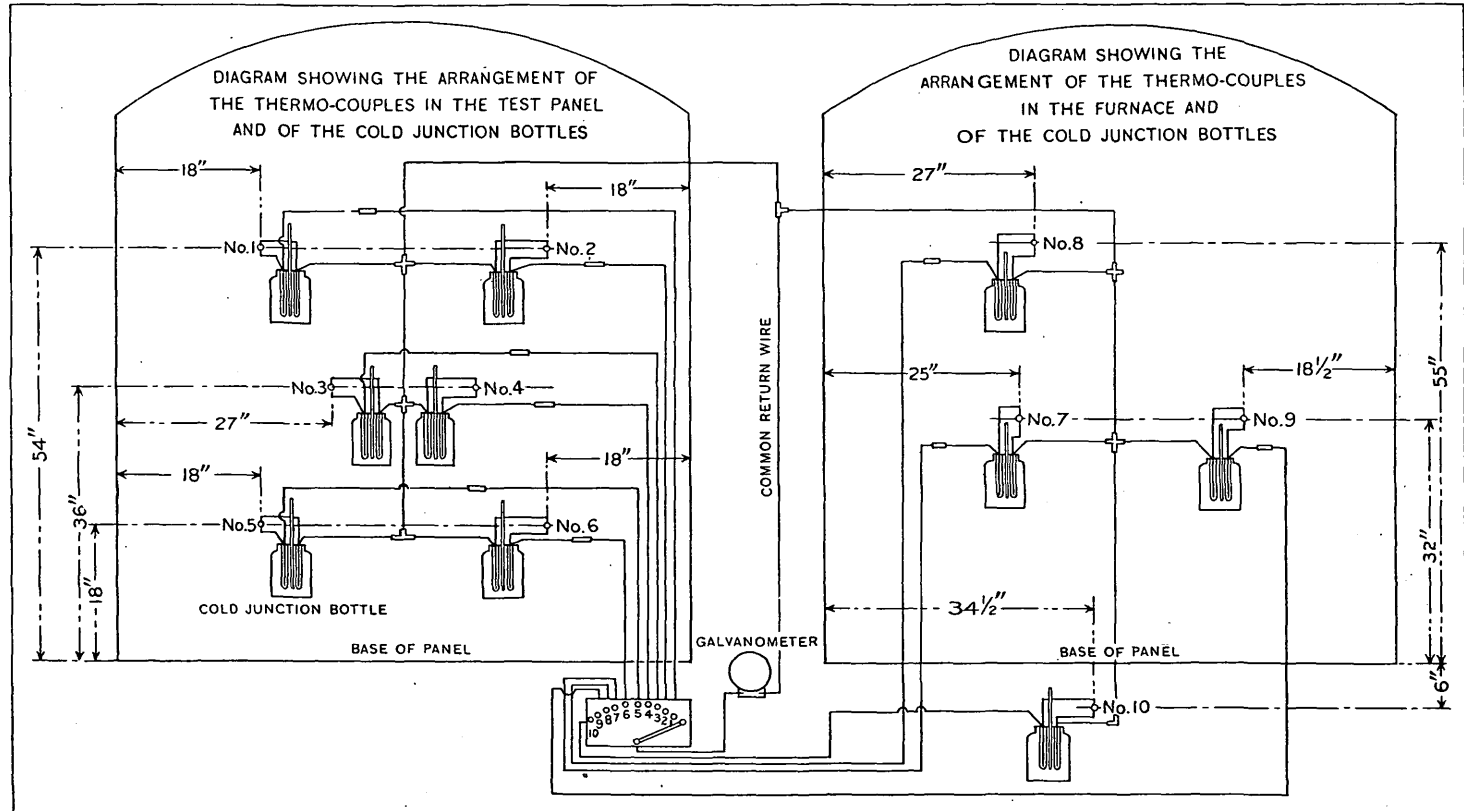 DIAGRAM SHOWING THE ARRANGEMENT OF
THE THERMO-COUPLES IN THE TEST PANEL
AND OF THE COLD JUNCTION BOTTLES
18"
18"
No.1
No.2
No.3
No.4
27"
18"
18"
No.5
No.6
54"
36"
18"
COLD JUNCTION BOTTLE
BASE OF PANEL
COMMON RETURN WIRE
GALVANOMETER
10 9 8 7 6 5 4 3 2 1
DIAGRAM SHOWING THE
ARRANGEMENT OF THE THERMO-COUPLES
IN THE FURNACE AND
OF THE COLD JUNCTION BOTTLES
27"
No.8
25"
18½"
No.7
No.9
55"
32"
34½"
BASE OF PANEL
6"
No.10